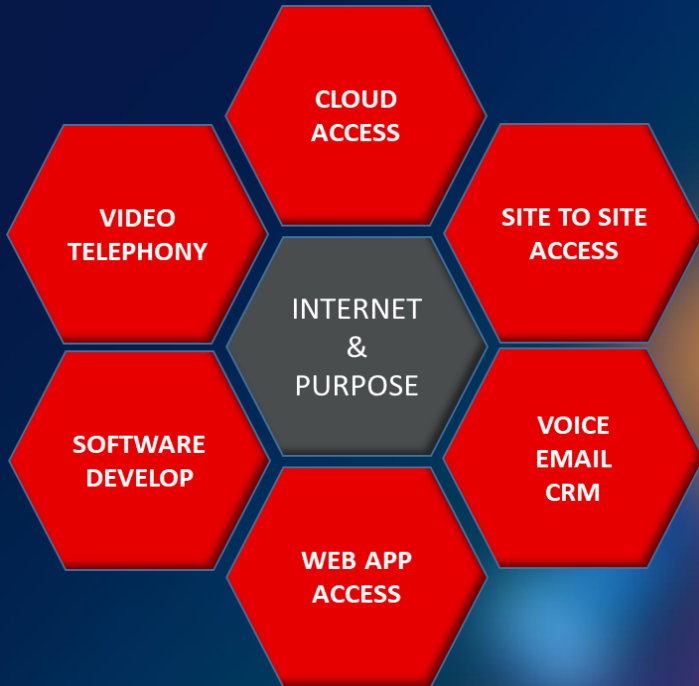 CLOUD
ACCESS
VIDEO
TELEPHONY
SITE TO SITE
ACCESS
INTERNET
&
PURPOSE
SOFTWARE
DEVELOP
VOICE
EMAIL
CRM
WEB APP
ACCESS